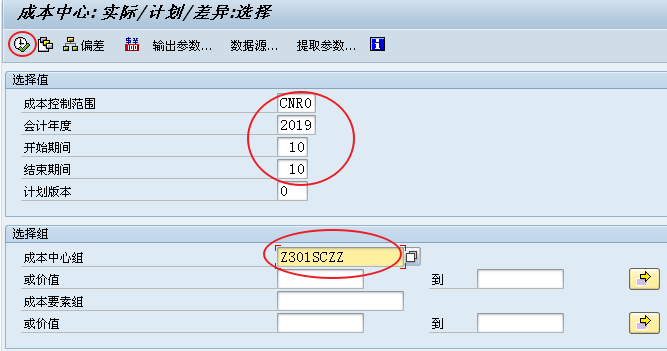 成本中心:实际/计划/差异:选择
偏差 输出参数... 数据源... 提取参数...
选择值
成本控制范围 CNR0
会计年度 2019
开始期间 10
结束期间 10
计划版本 0
选择组
成本中心组 Z301SCZZ
或价值 到
成本要素组
或价值 到